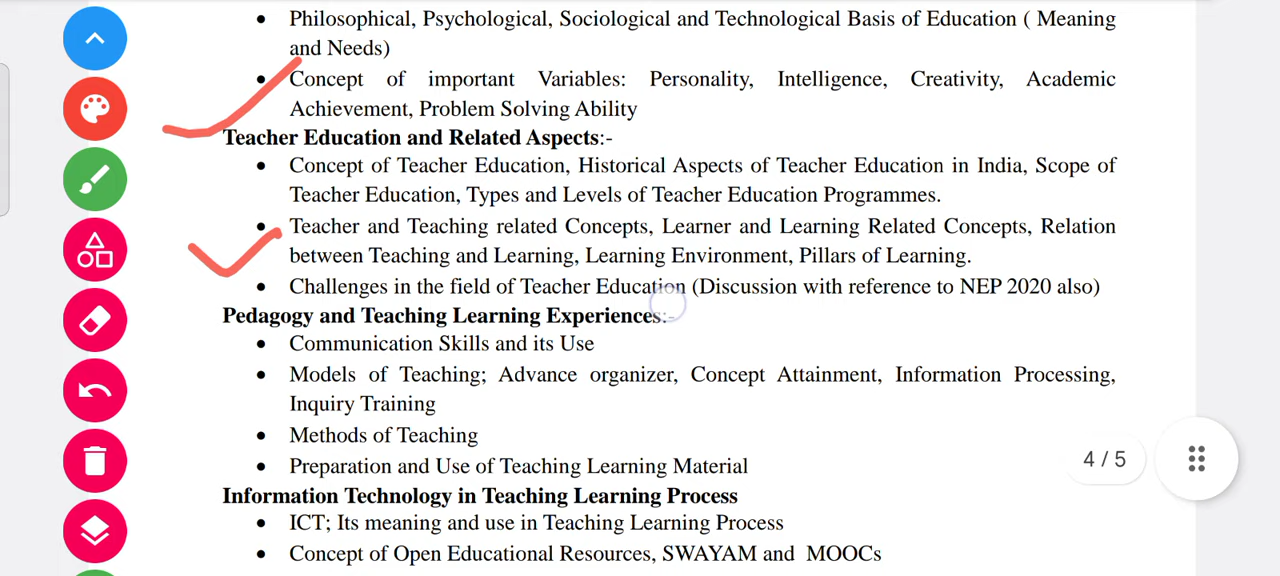 Philosophical, Psychological, Sociological and Technological Basis of Education ( Meaning
and Needs)
Concept of important Variables: Personality, Intelligence, Creativity, Academic
Achievement, Problem Solving Ability
Teacher Education and Related Aspects:-
Concept of Teacher Education, Historical Aspects of Teacher Education in India, Scope of
Teacher Education, Types and Levels of Teacher Education Programmes.
Teacher and Teaching related Concepts, Learner and Learning Related Concepts, Relation
between Teaching and Learning, Learning Environment, Pillars of Learning.
Challenges in the field of Teacher Education (Discussion with reference to NEP 2020 also)
Pedagogy and Teaching Learning Experiences:-
Communication Skills and its Use
Models of Teaching; Advance organizer, Concept Attainment, Information Processing,
Inquiry Training
Methods of Teaching
4 / 5
Preparation and Use of Teaching Learning Material
Information Technology in Teaching Learning Process
ICT; Its meaning and use in Teaching Learning Process
Concept of Open Educational Resources, SWAYAM and MOOCs